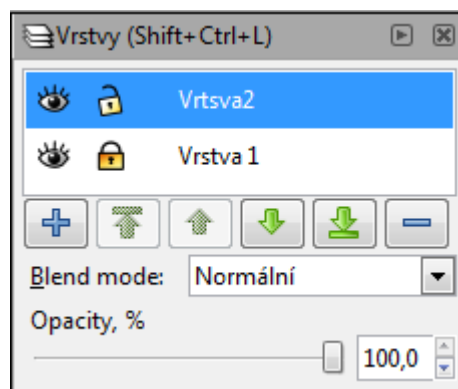 Vrstvy (Shift+Ctrl+L)
Vrtsva2
Vrstva 1
Blend mode: Normální
Opacity, %
100,0